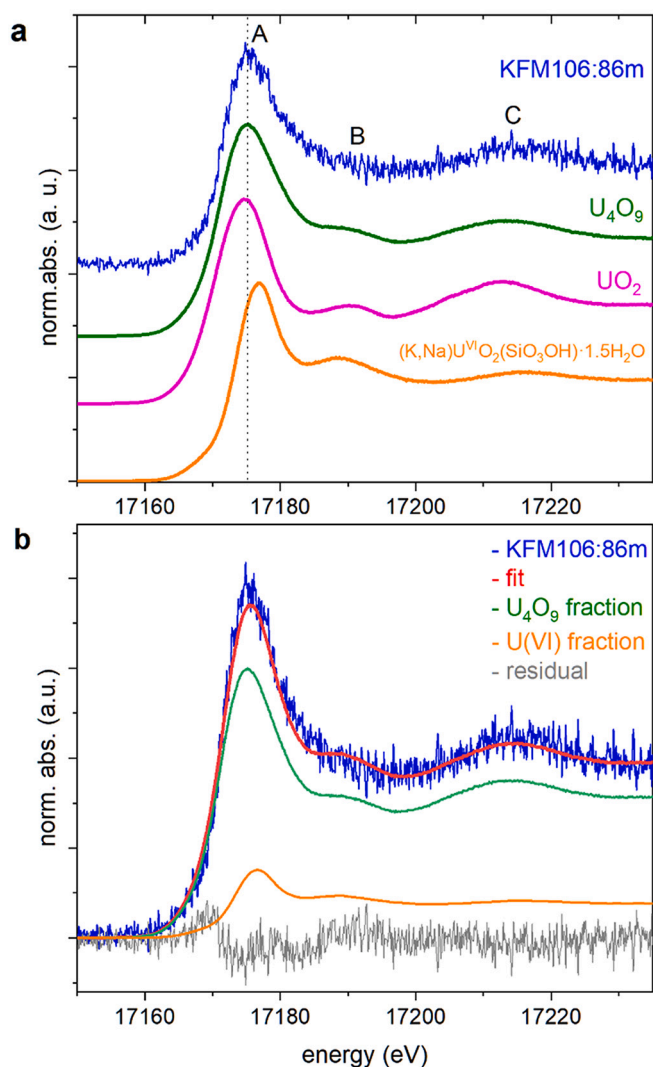 a
A
KFM106:86m
B
C
U₄O₉
UO₂
(K,Na)UⱽᴵO₂(SiO₃OH)·1.5H₂O
norm.abs. (a. u.)
17160 17180 17200 17220
b
- KFM106:86m
- fit
- U₄O₉ fraction
- U(VI) fraction
- residual
norm. abs. (a.u.)
17160 17180 17200 17220
energy (eV)